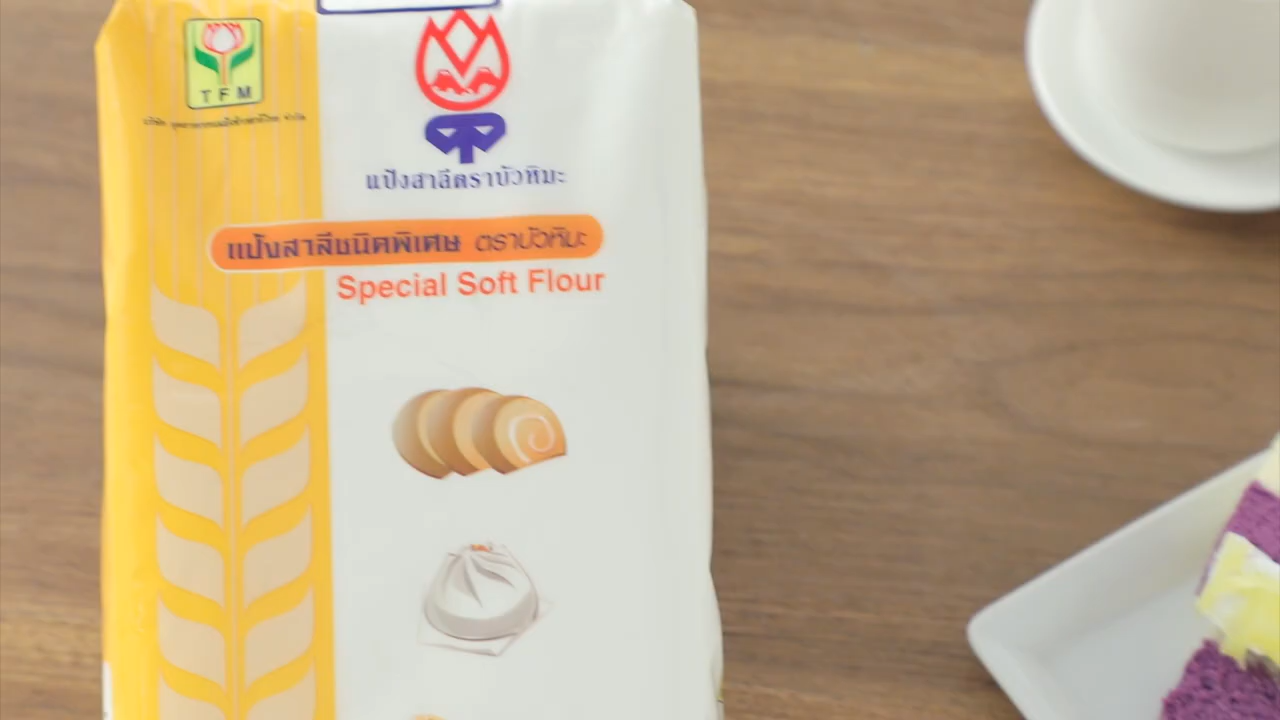 TFM
แป้งสาลีตราบัวหิมะ
แป้งสาลีชนิดพิเศษ ตราบัวหิมะ
Special Soft Flour